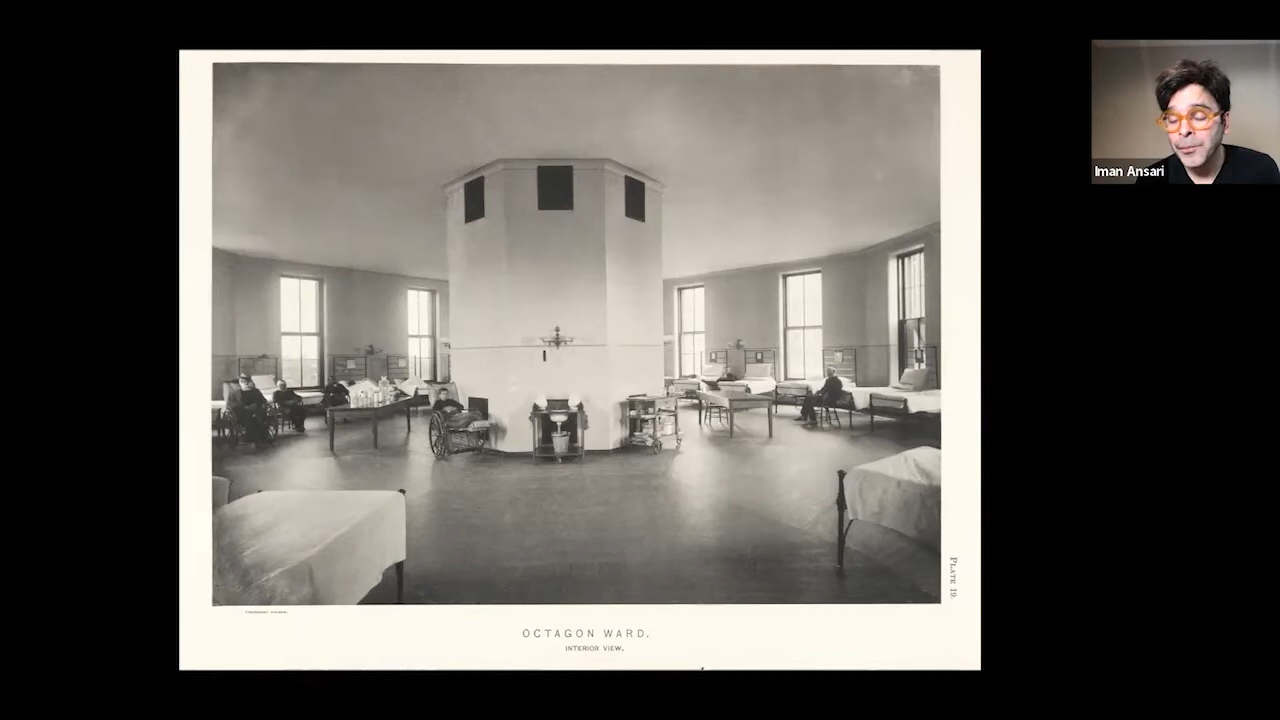 Iman Ansari
PLATE 19.
OCTAGON WARD.
INTERIOR VIEW.